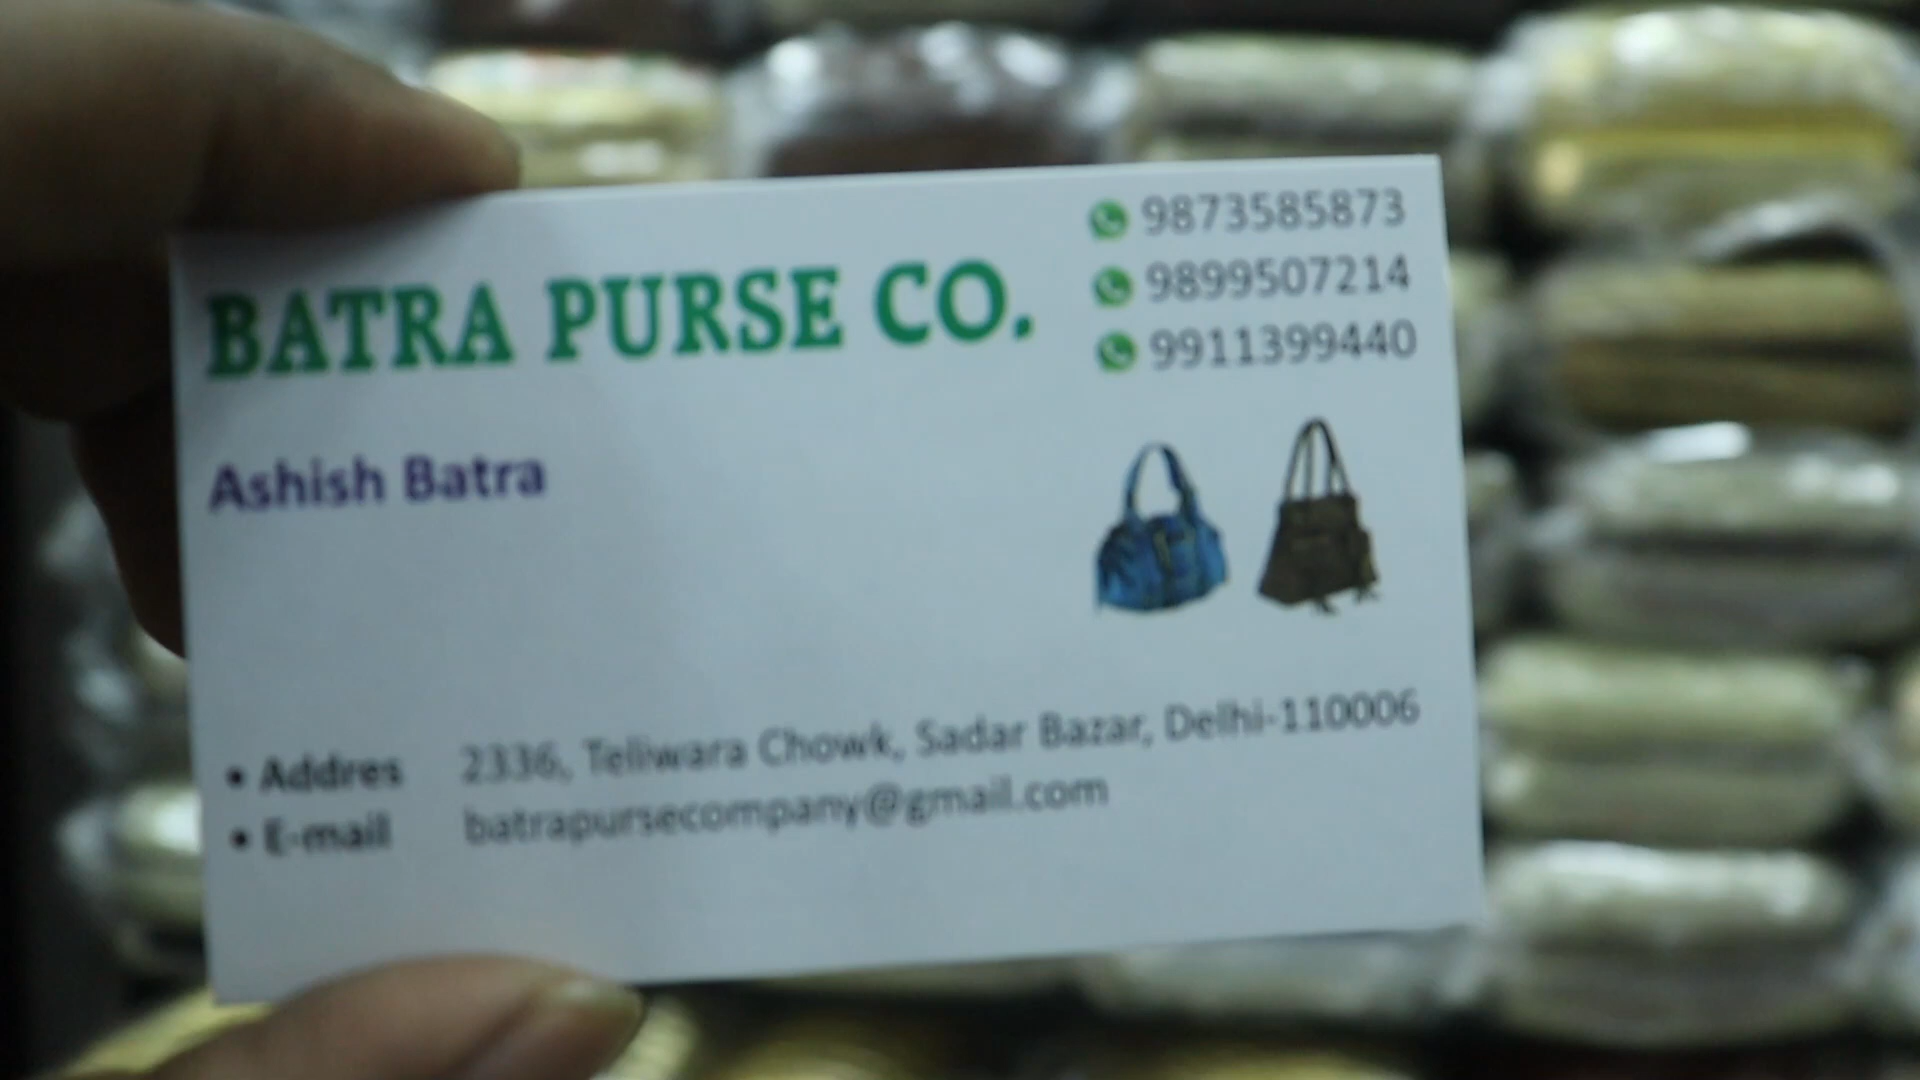 BATRA PURSE CO.
9873585873
9899507214
9911399440
Ashish Batra
• Addres 2336, Teliwara Chowk, Sadar Bazar, Delhi-110006
• E-mail batrapursecompany@gmail.com